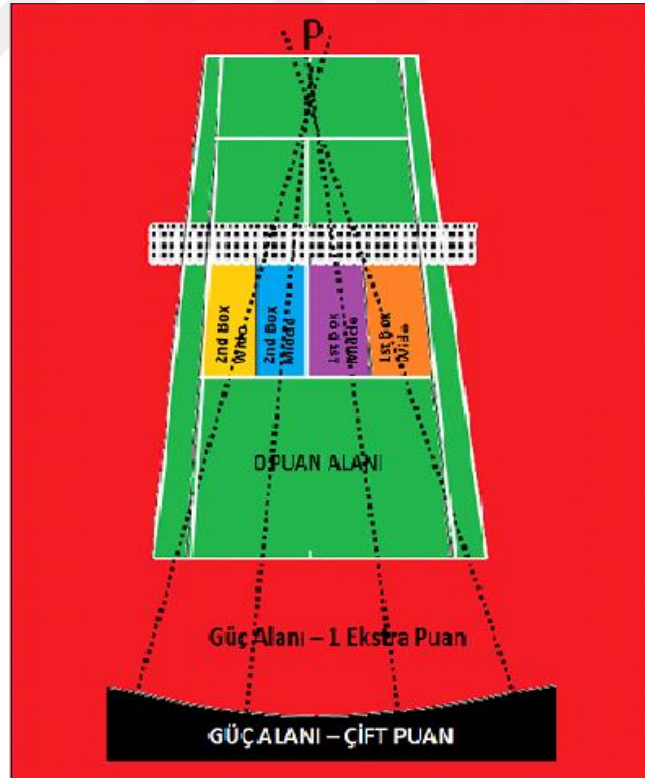 P
2nd Box
Wide
2nd Box
Middle
1st Box
Middle
1st Box
Wide
0 PUAN ALANI
Güç Alanı – 1 Ekstra Puan
GÜÇ ALANI – ÇİFT PUAN